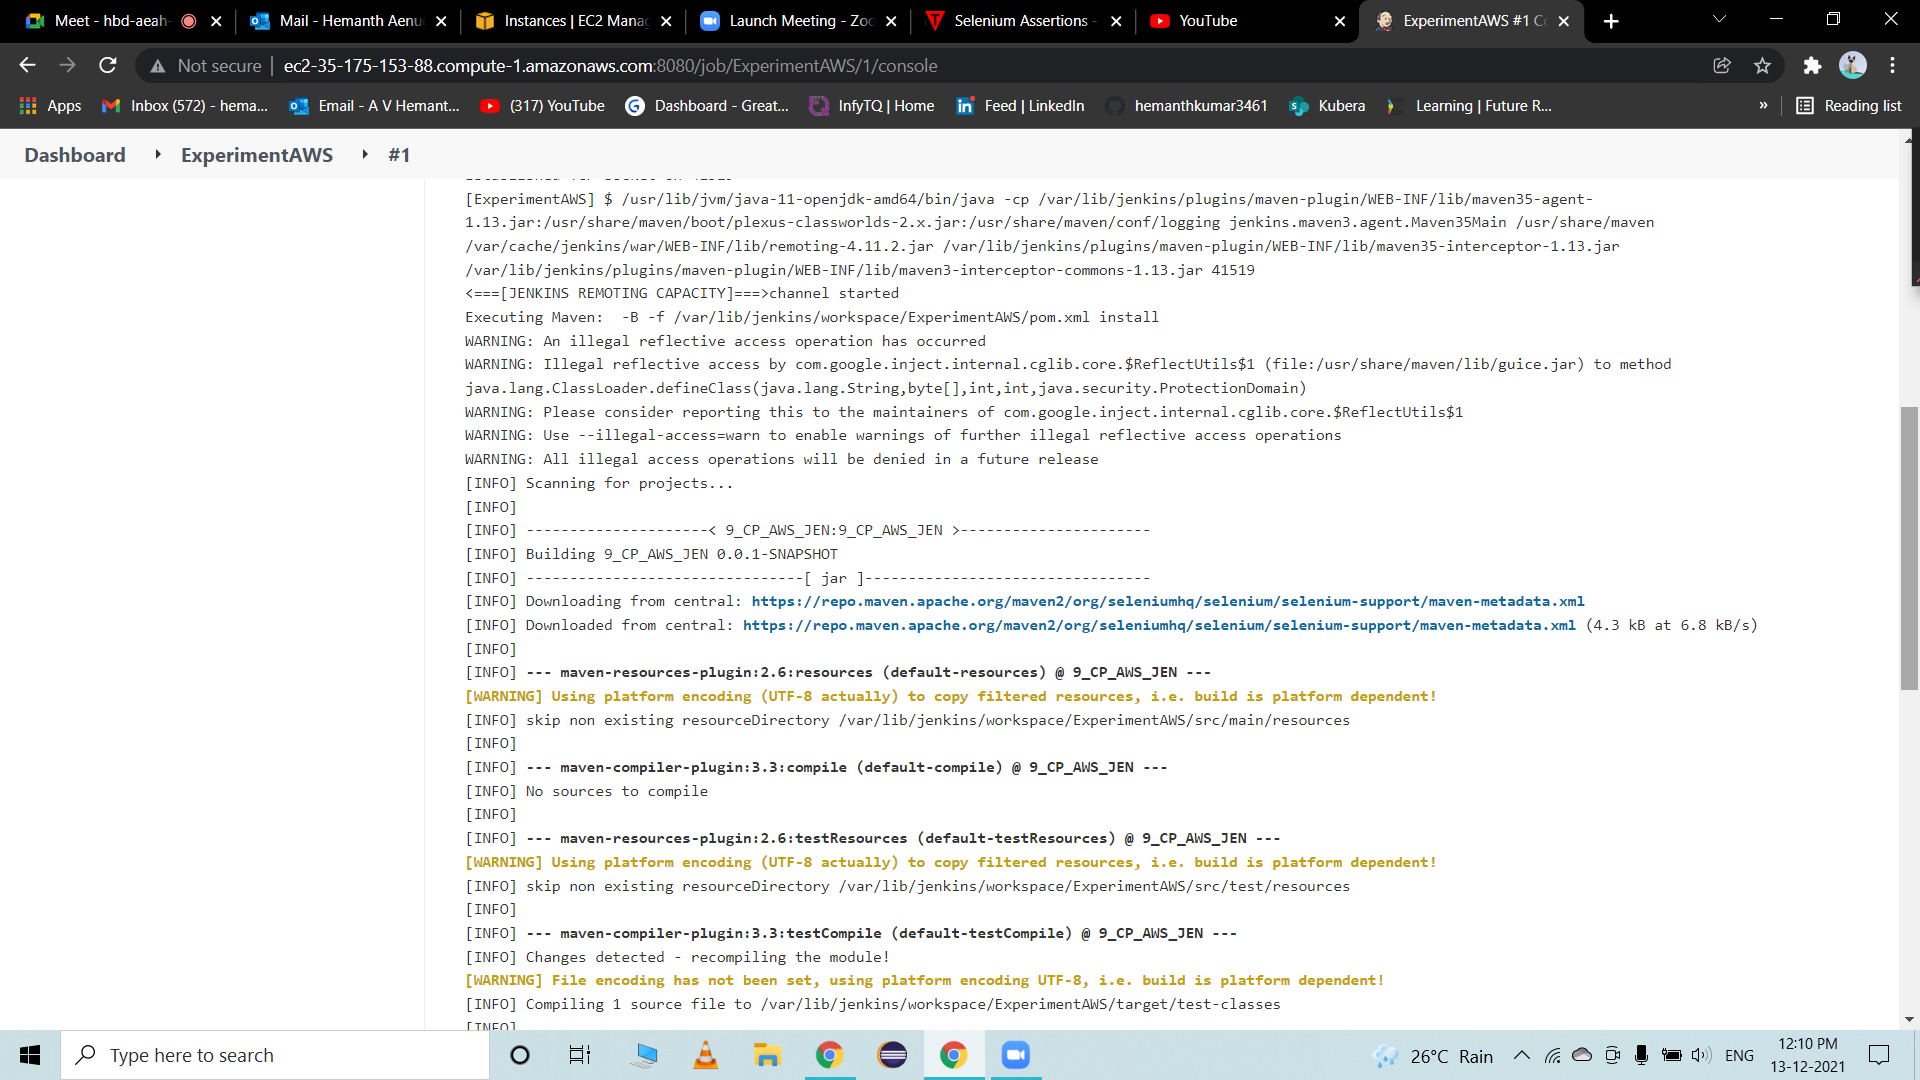 Meet - hbd-aeah-
Mail - Hemanth Aenu
Instances | EC2 Manag
Launch Meeting - Zoo
Selenium Assertions -
YouTube
ExperimentAWS #1 Co
Not secure | ec2-35-175-153-88.compute-1.amazonaws.com:8080/job/ExperimentAWS/1/console
Apps
Inbox (572) - hema...
Email - A V Hemant...
(317) YouTube
Dashboard - Great...
InfyTQ | Home
Feed | LinkedIn
hemanthkumar3461
Kubera
Learning | Future R...
»
Reading list
Dashboard
ExperimentAWS
#1
[ExperimentAWS] $ /usr/lib/jvm/java-11-openjdk-amd64/bin/java -cp /var/lib/jenkins/plugins/maven-plugin/WEB-INF/lib/maven35-agent-
1.13.jar:/usr/share/maven/boot/plexus-classworlds-2.x.jar:/usr/share/maven/conf/logging jenkins.maven3.agent.Maven35Main /usr/share/maven
/var/cache/jenkins/war/WEB-INF/lib/remoting-4.11.2.jar /var/lib/jenkins/plugins/maven-plugin/WEB-INF/lib/maven35-interceptor-1.13.jar
/var/lib/jenkins/plugins/maven-plugin/WEB-INF/lib/maven3-interceptor-commons-1.13.jar 41519
<===[JENKINS REMOTING CAPACITY]===>channel started
Executing Maven:  -B -f /var/lib/jenkins/workspace/ExperimentAWS/pom.xml install
WARNING: An illegal reflective access operation has occurred
WARNING: Illegal reflective access by com.google.inject.internal.cglib.core.$ReflectUtils$1 (file:/usr/share/maven/lib/guice.jar) to method
java.lang.ClassLoader.defineClass(java.lang.String,byte[],int,int,java.security.ProtectionDomain)
WARNING: Please consider reporting this to the maintainers of com.google.inject.internal.cglib.core.$ReflectUtils$1
WARNING: Use --illegal-access=warn to enable warnings of further illegal reflective access operations
WARNING: All illegal access operations will be denied in a future release
[INFO] Scanning for projects...
[INFO]
[INFO] ---------------------< 9_CP_AWS_JEN:9_CP_AWS_JEN >----------------------
[INFO] Building 9_CP_AWS_JEN 0.0.1-SNAPSHOT
[INFO] --------------------------------[ jar ]---------------------------------
[INFO] Downloading from central: https://repo.maven.apache.org/maven2/org/seleniumhq/selenium/selenium-support/maven-metadata.xml
[INFO] Downloaded from central: https://repo.maven.apache.org/maven2/org/seleniumhq/selenium/selenium-support/maven-metadata.xml (4.3 kB at 6.8 kB/s)
[INFO]
[INFO] --- maven-resources-plugin:2.6:resources (default-resources) @ 9_CP_AWS_JEN ---
[WARNING] Using platform encoding (UTF-8 actually) to copy filtered resources, i.e. build is platform dependent!
[INFO] skip non existing resourceDirectory /var/lib/jenkins/workspace/ExperimentAWS/src/main/resources
[INFO]
[INFO] --- maven-compiler-plugin:3.3:compile (default-compile) @ 9_CP_AWS_JEN ---
[INFO] No sources to compile
[INFO]
[INFO] --- maven-resources-plugin:2.6:testResources (default-testResources) @ 9_CP_AWS_JEN ---
[WARNING] Using platform encoding (UTF-8 actually) to copy filtered resources, i.e. build is platform dependent!
[INFO] skip non existing resourceDirectory /var/lib/jenkins/workspace/ExperimentAWS/src/test/resources
[INFO]
[INFO] --- maven-compiler-plugin:3.3:testCompile (default-testCompile) @ 9_CP_AWS_JEN ---
[INFO] Changes detected - recompiling the module!
[WARNING] File encoding has not been set, using platform encoding UTF-8, i.e. build is platform dependent!
[INFO] Compiling 1 source file to /var/lib/jenkins/workspace/ExperimentAWS/target/test-classes
[INFO]
Type here to search
26°C Rain
ENG
12:10 PM
13-12-2021